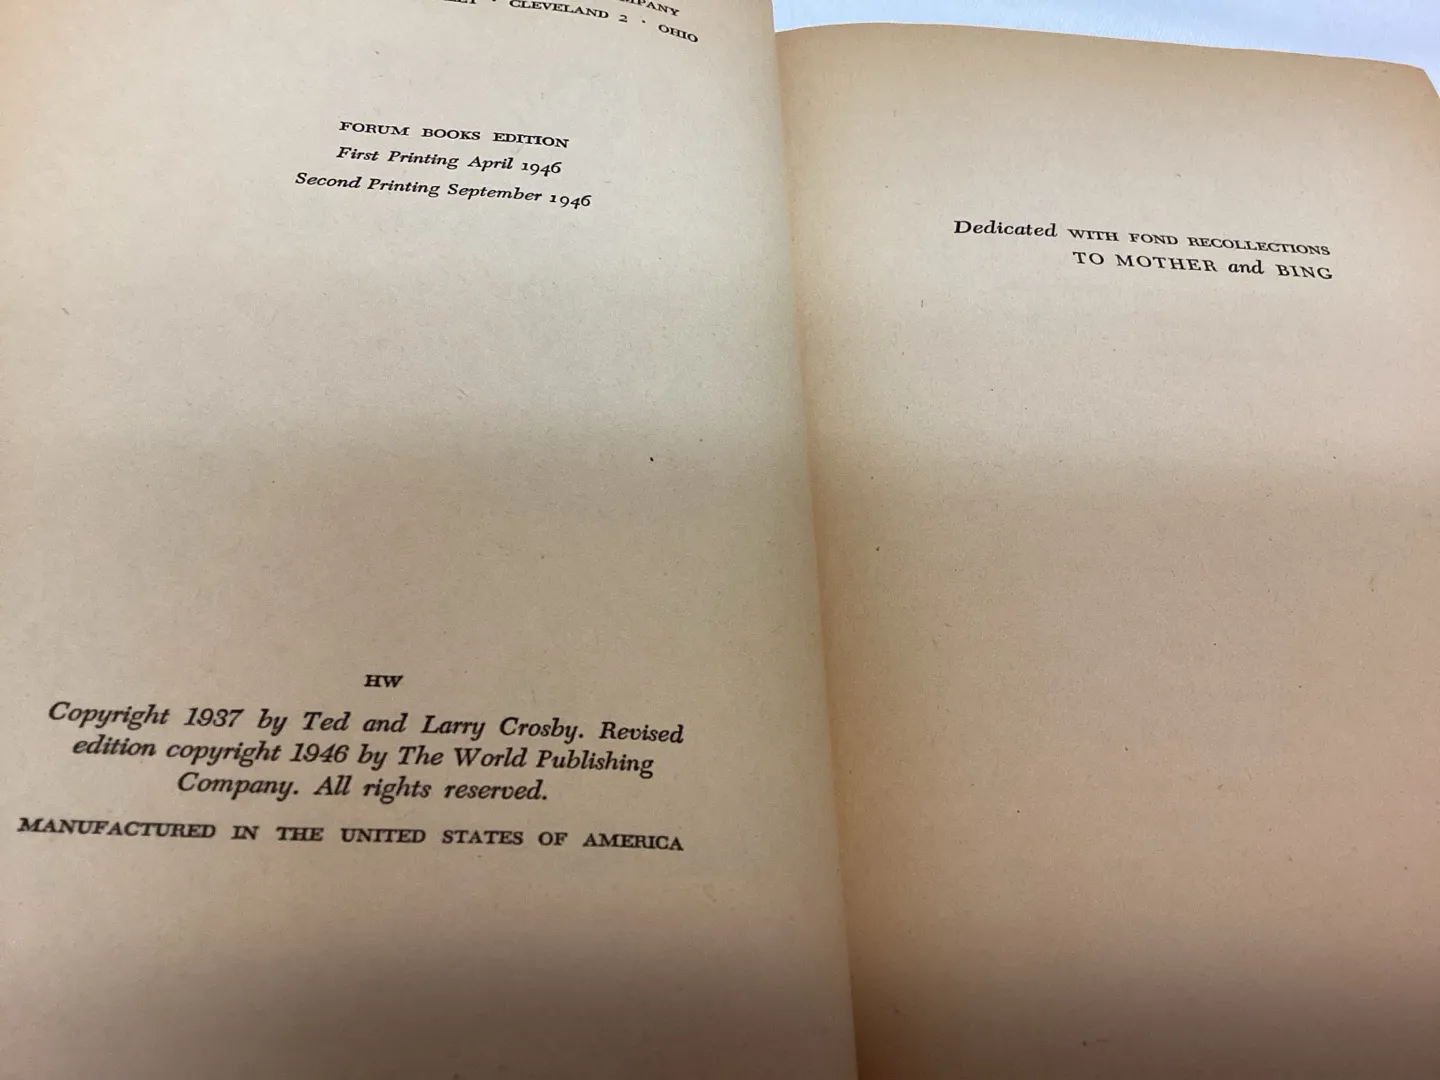 CLEVELAND 2 · OHIO
FORUM BOOKS EDITION
First Printing April 1946
Second Printing September 1946
HW
Copyright 1937 by Ted and Larry Crosby. Revised
edition copyright 1946 by The World Publishing
Company. All rights reserved.
MANUFACTURED IN THE UNITED STATES OF AMERICA
Dedicated WITH FOND RECOLLECTIONS
TO MOTHER and BING